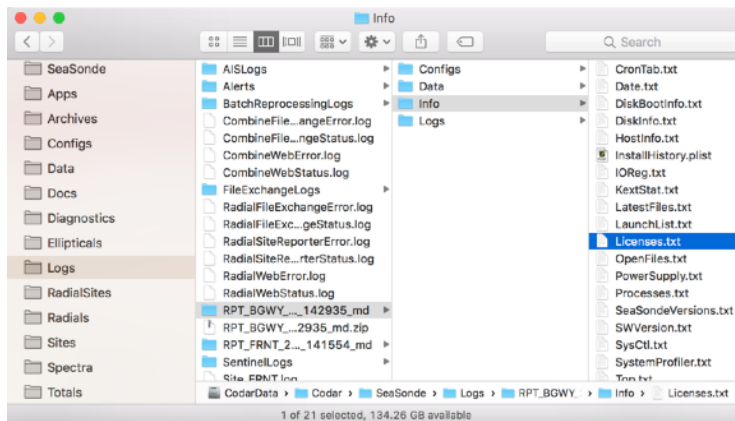 Info
Search
SeaSonde
Apps
Archives
Configs
Data
Docs
Diagnostics
Ellipticals
Logs
RadialSites
Radials
Sites
Spectra
Totals
AISLogs
Alerts
BatchReprocessingLogs
CombineFile...angeError.log
CombineFile...ngeStatus.log
CombineWebError.log
CombineWebStatus.log
FileExchangeLogs
RadialFileExchangeError.log
RadialFileExc...geStatus.log
RadialSiteReporterError.log
RadialSiteRe...rterStatus.log
RadialWebError.log
RadialWebStatus.log
RPT_BGWY_..._142935_md
RPT_BGWY_...2935_md.zip
RPT_FRNT_2..._141554_md
SentinelLogs
Site_FRNT.log
Configs
Data
Info
Logs
CronTab.txt
Date.txt
DiskBootInfo.txt
DiskInfo.txt
HostInfo.txt
InstallHistory.plist
IOReg.txt
KextStat.txt
LatestFiles.txt
LaunchList.txt
Licenses.txt
OpenFiles.txt
PowerSupply.txt
Processes.txt
SeaSondeVersions.txt
SWVersion.txt
SysCtl.txt
SystemProfiler.txt
Top.txt
CodarData › Codar › SeaSonde › Logs › RPT_BGWY_ › Info › Licenses.txt
1 of 21 selected, 134.26 GB available